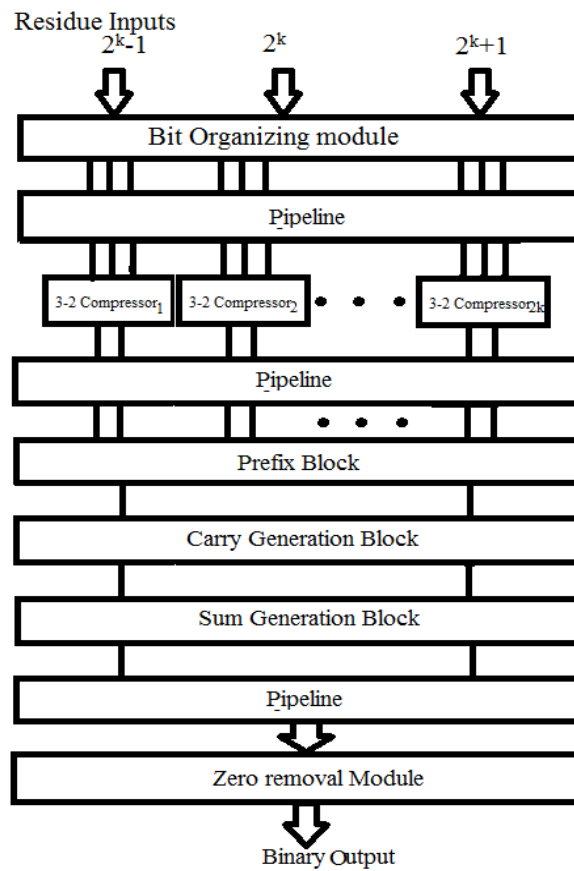 Residue Inputs
2ᵏ-1 2ᵏ 2ᵏ+1
Bit Organizing module
Pipeline
3-2 Compressor₁ 3-2 Compressor₂ 3-2 Compressor₂ₖ
Pipeline
Prefix Block
Carry Generation Block
Sum Generation Block
Pipeline
Zero removal Module
Binary Output